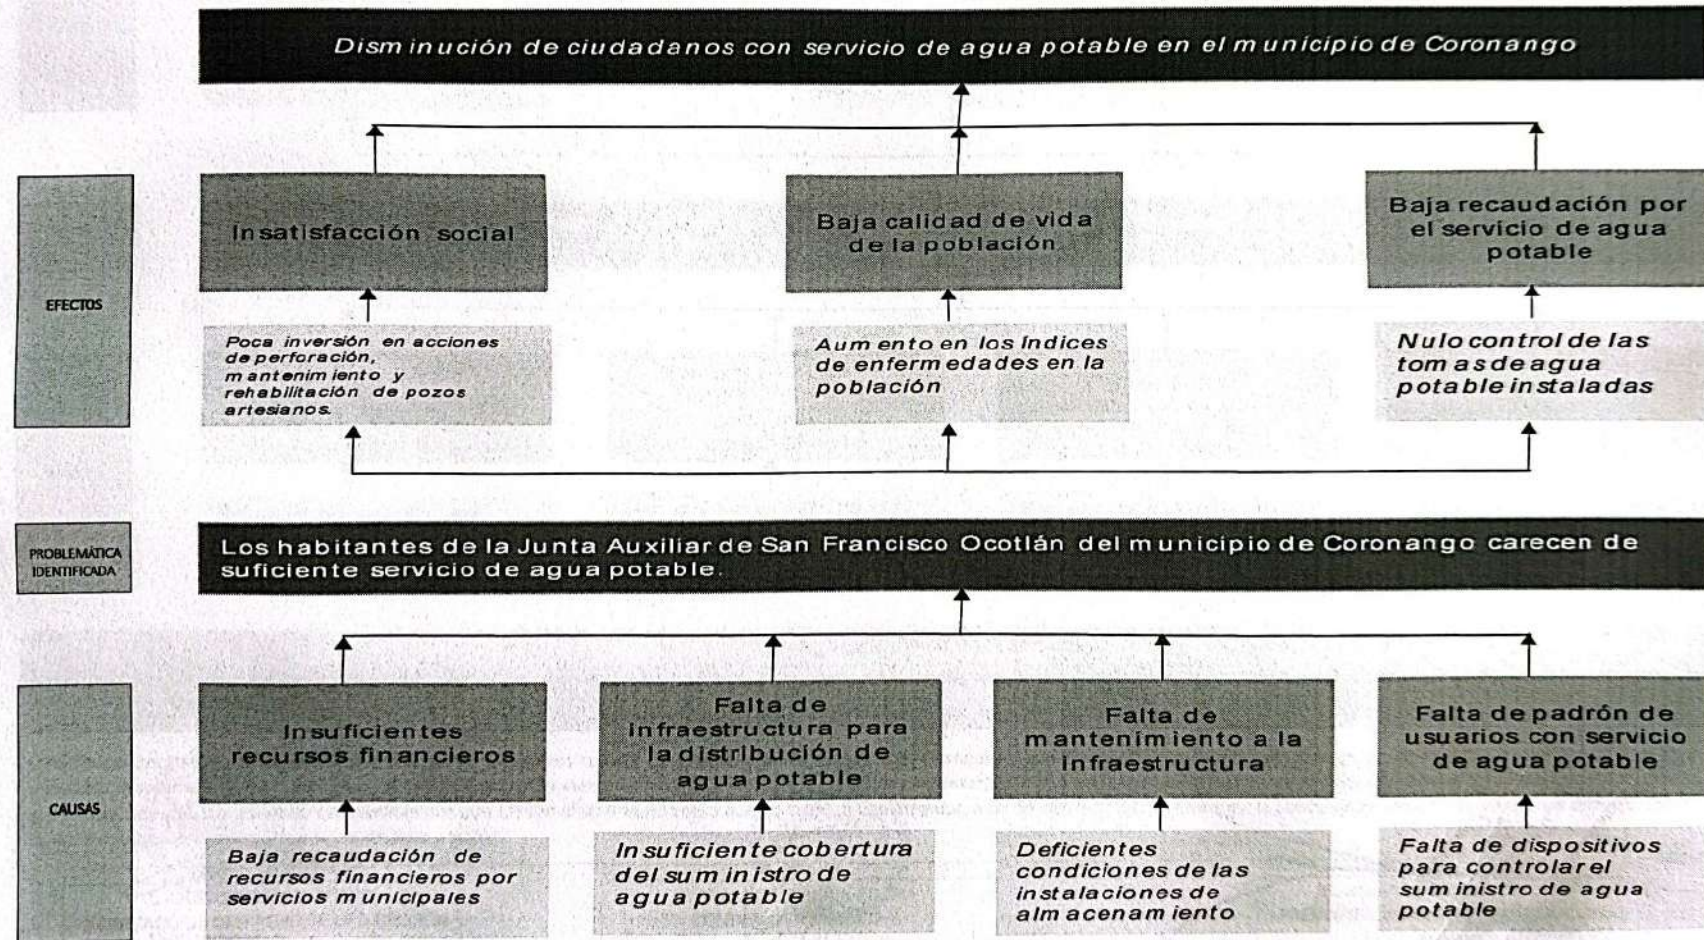 Disminución de ciudadanos con servicio de agua potable en el municipio de Coronango
EFECTOS
Insatisfacción social
Baja calidad de vida
de la población
Baja recaudación por
el servicio de agua
potable
Poca inversión en acciones
de perforación,
mantenimiento y
rehabilitación de pozos
artesianos.
Aumento en los índices
de enfermedades en la
población
Nulo control de las
tomas de agua
potable instaladas
PROBLEMÁTICA
IDENTIFICADA
Los habitantes de la Junta Auxiliar de San Francisco Ocotlán del municipio de Coronango carecen de
suficiente servicio de agua potable.
CAUSAS
Insuficientes
recursos financieros
Falta de
infraestructura para
la distribución de
agua potable
Falta de
mantenimiento a la
infraestructura
Falta de padrón de
usuarios con servicio
de agua potable
Baja recaudación de
recursos financieros por
servicios municipales
Insuficiente cobertura
del suministro de
agua potable
Deficientes
condiciones de las
instalaciones de
almacenamiento
Falta de dispositivos
para controlar el
suministro de agua
potable